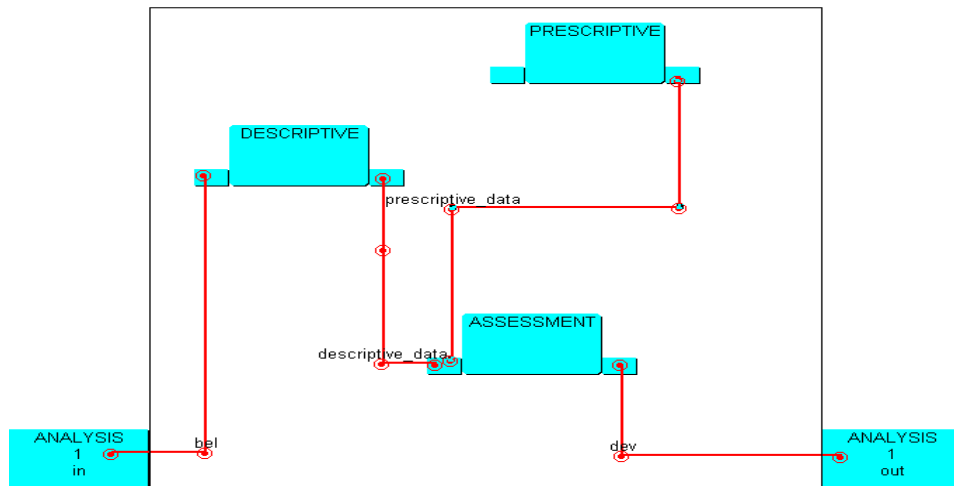 PRESCRIPTIVE
DESCRIPTIVE
prescriptive_data
ASSESSMENT
descriptive_data
ANALYSIS
1
in
bel
dev
ANALYSIS
1
out